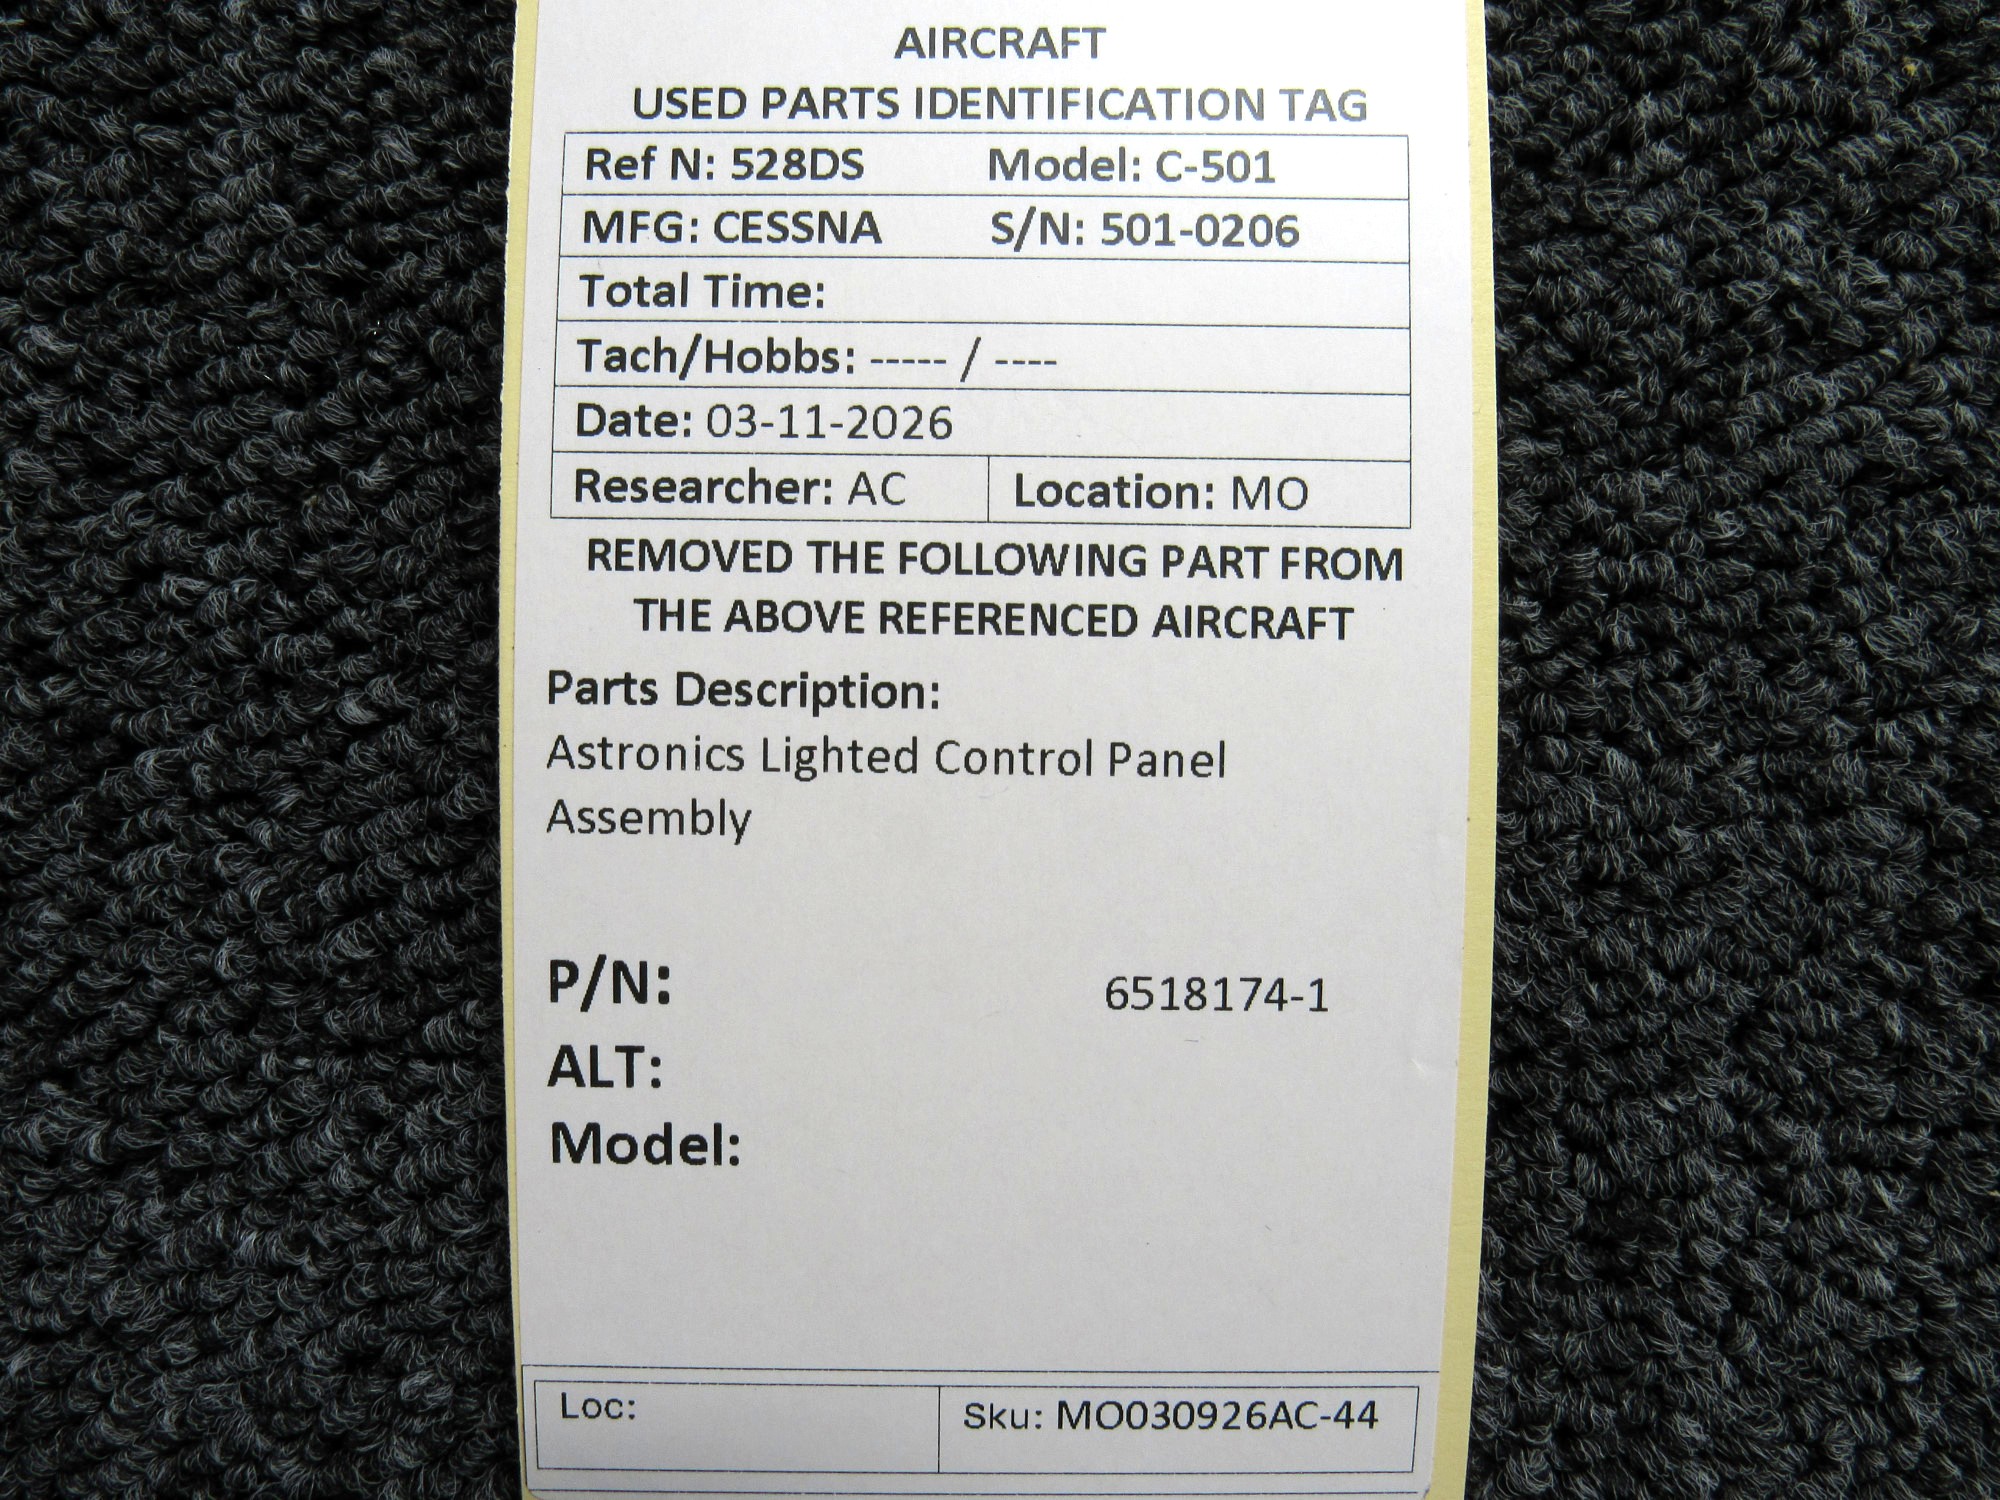 AIRCRAFT
USED PARTS IDENTIFICATION TAG
Ref N: 528DS Model: C-501
MFG: CESSNA S/N: 501-0206
Total Time:
Tach/Hobbs: ----- / ----
Date: 03-11-2026
Researcher: AC Location: MO
REMOVED THE FOLLOWING PART FROM
THE ABOVE REFERENCED AIRCRAFT
Parts Description:
Astronics Lighted Control Panel
Assembly
P/N: 6518174-1
ALT:
Model:
Loc: Sku: MO030926AC-44